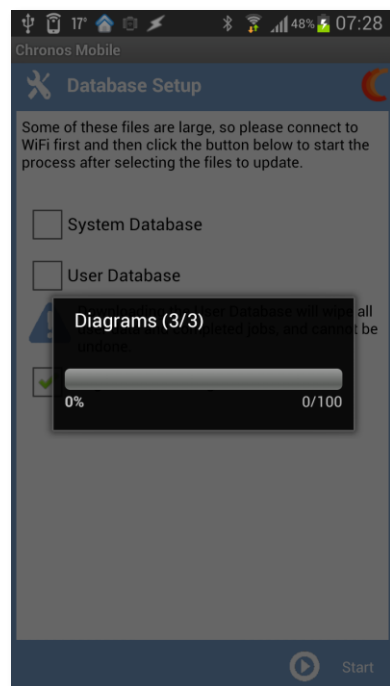 17° 48% 07:28
Chronos Mobile
Database Setup
Some of these files are large, so please connect to
WiFi first and then click the button below to start the
process after selecting the files to update.
System Database
User Database
User Database will wipe all
completed jobs, and cannot be
undone.
Diagrams (3/3)
0% 0/100
Start